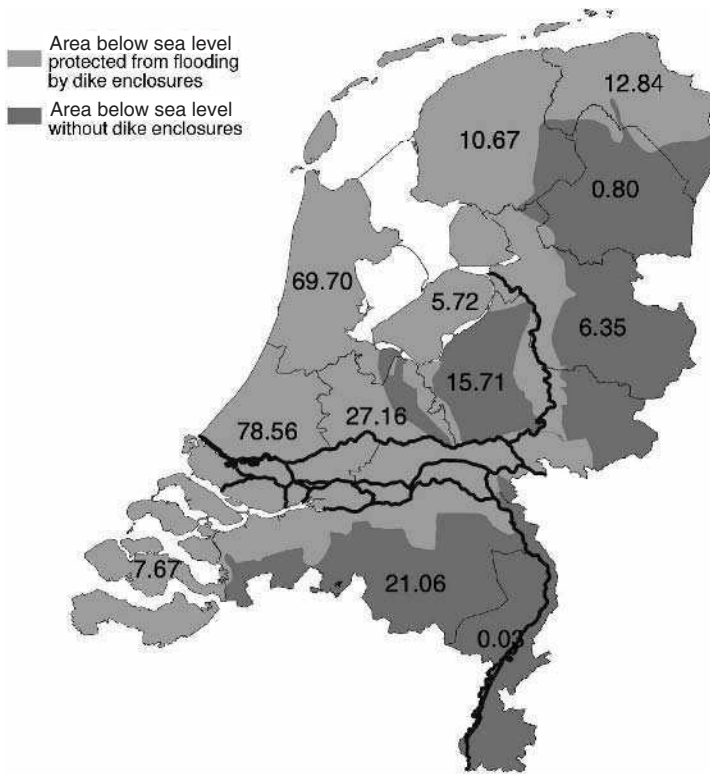 Area below sea level
protected from flooding
by dike enclosures
Area below sea level
without dike enclosures
12.84
10.67
0.80
69.70
5.72
6.35
15.71
27.16
78.56
7.67
21.06
0.03